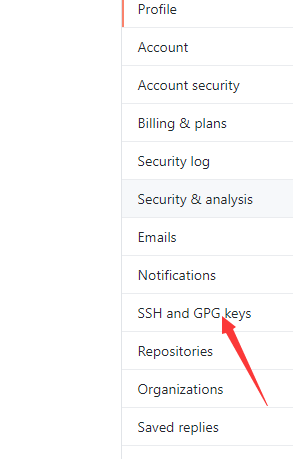 Profile
Account
Account security
Billing & plans
Security log
Security & analysis
Emails
Notifications
SSH and GPG keys
Repositories
Organizations
Saved replies